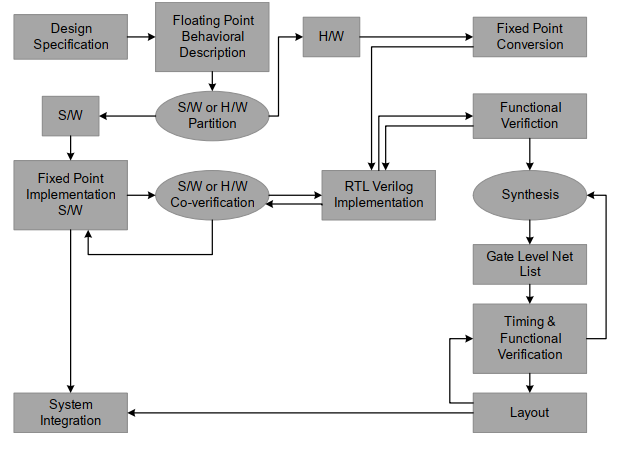 Design
Specification
Floating Point
Behavioral
Description
H/W
Fixed Point
Conversion
S/W
S/W or H/W
Partition
Functional
Verifiction
Fixed Point
Implementation
S/W
S/W or H/W
Co-verification
RTL Verilog
Implementation
Synthesis
Gate Level Net
List
Timing &
Functional
Verification
System
Integration
Layout